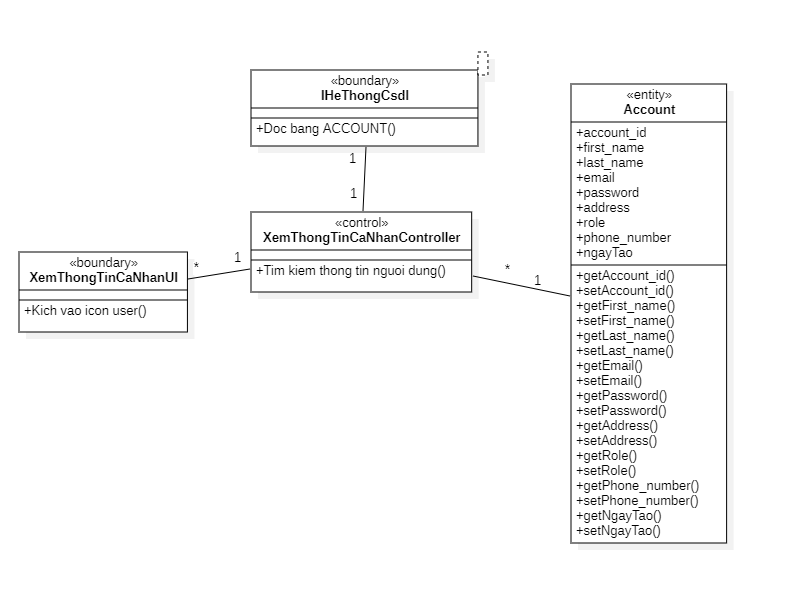 «boundary»
IHeThongCsdl
+Doc bang ACCOUNT()
1
1
«control»
XemThongTinCaNhanController
+Tim kiem thong tin nguoi dung()
«boundary»
XemThongTinCaNhanUI
+Kich vao icon user()
*
1
*
1
«entity»
Account
+account_id
+first_name
+last_name
+email
+password
+address
+role
+phone_number
+ngayTao
+getAccount_id()
+setAccount_id()
+getFirst_name()
+setFirst_name()
+getLast_name()
+setLast_name()
+getEmail()
+setEmail()
+getPassword()
+setPassword()
+getAddress()
+setAddress()
+getRole()
+setRole()
+getPhone_number()
+setPhone_number()
+getNgayTao()
+setNgayTao()